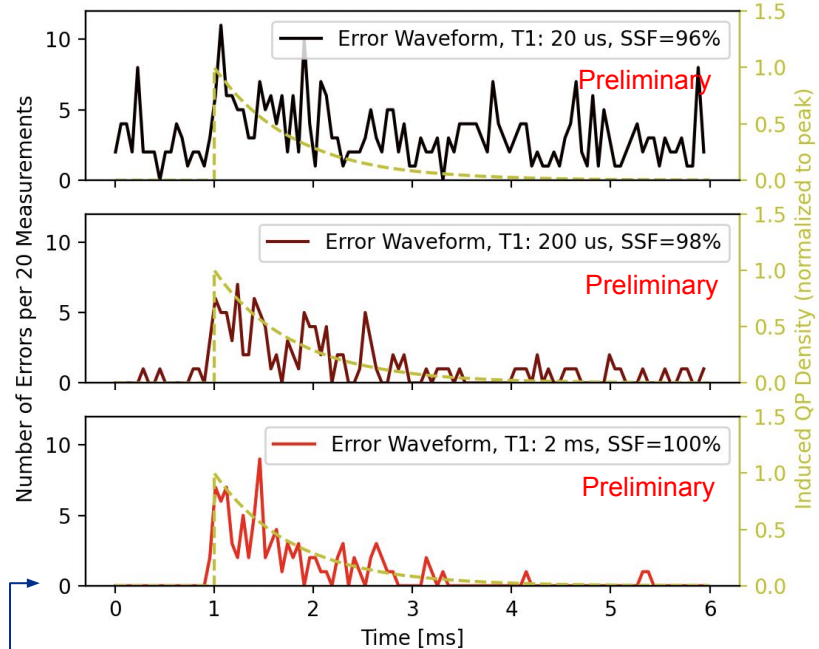 Number of Errors per 20 Measurements
10
5
0
Error Waveform, T1: 20 us, SSF=96%
Preliminary
1.5
1.0
0.5
0.0
10
5
0
Error Waveform, T1: 200 us, SSF=98%
Preliminary
1.5
1.0
0.5
0.0
10
5
0
Error Waveform, T1: 2 ms, SSF=100%
Preliminary
1.5
1.0
0.5
0.0
Induced QP Density (normalized to peak)
0 1 2 3 4 5 6
Time [ms]